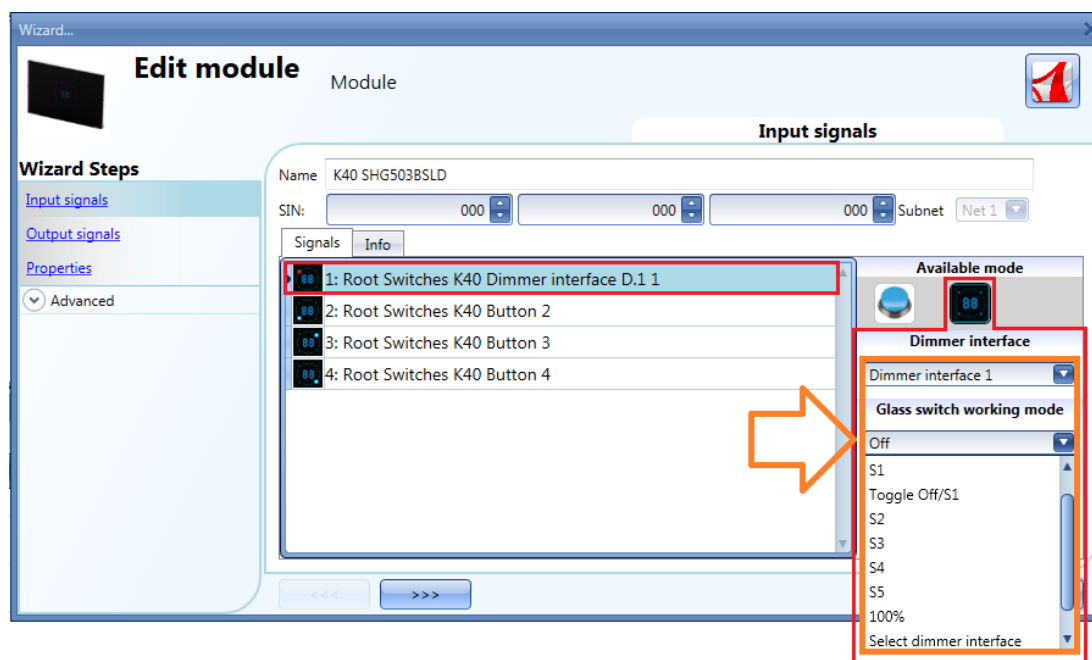 Wizard...
Edit module
Module
Input signals
Wizard Steps
Input signals
Output signals
Properties
Advanced
Name K40 SHG503BSLD
SIN: 000 000 000 Subnet Net 1
Signals Info
1: Root Switches K40 Dimmer interface D.1 1
2: Root Switches K40 Button 2
3: Root Switches K40 Button 3
4: Root Switches K40 Button 4
Available mode
88
Dimmer interface
Dimmer interface 1
Glass switch working mode
Off
S1
Toggle Off/S1
S2
S3
S4
S5
100%
Select dimmer interface
<<< >>>